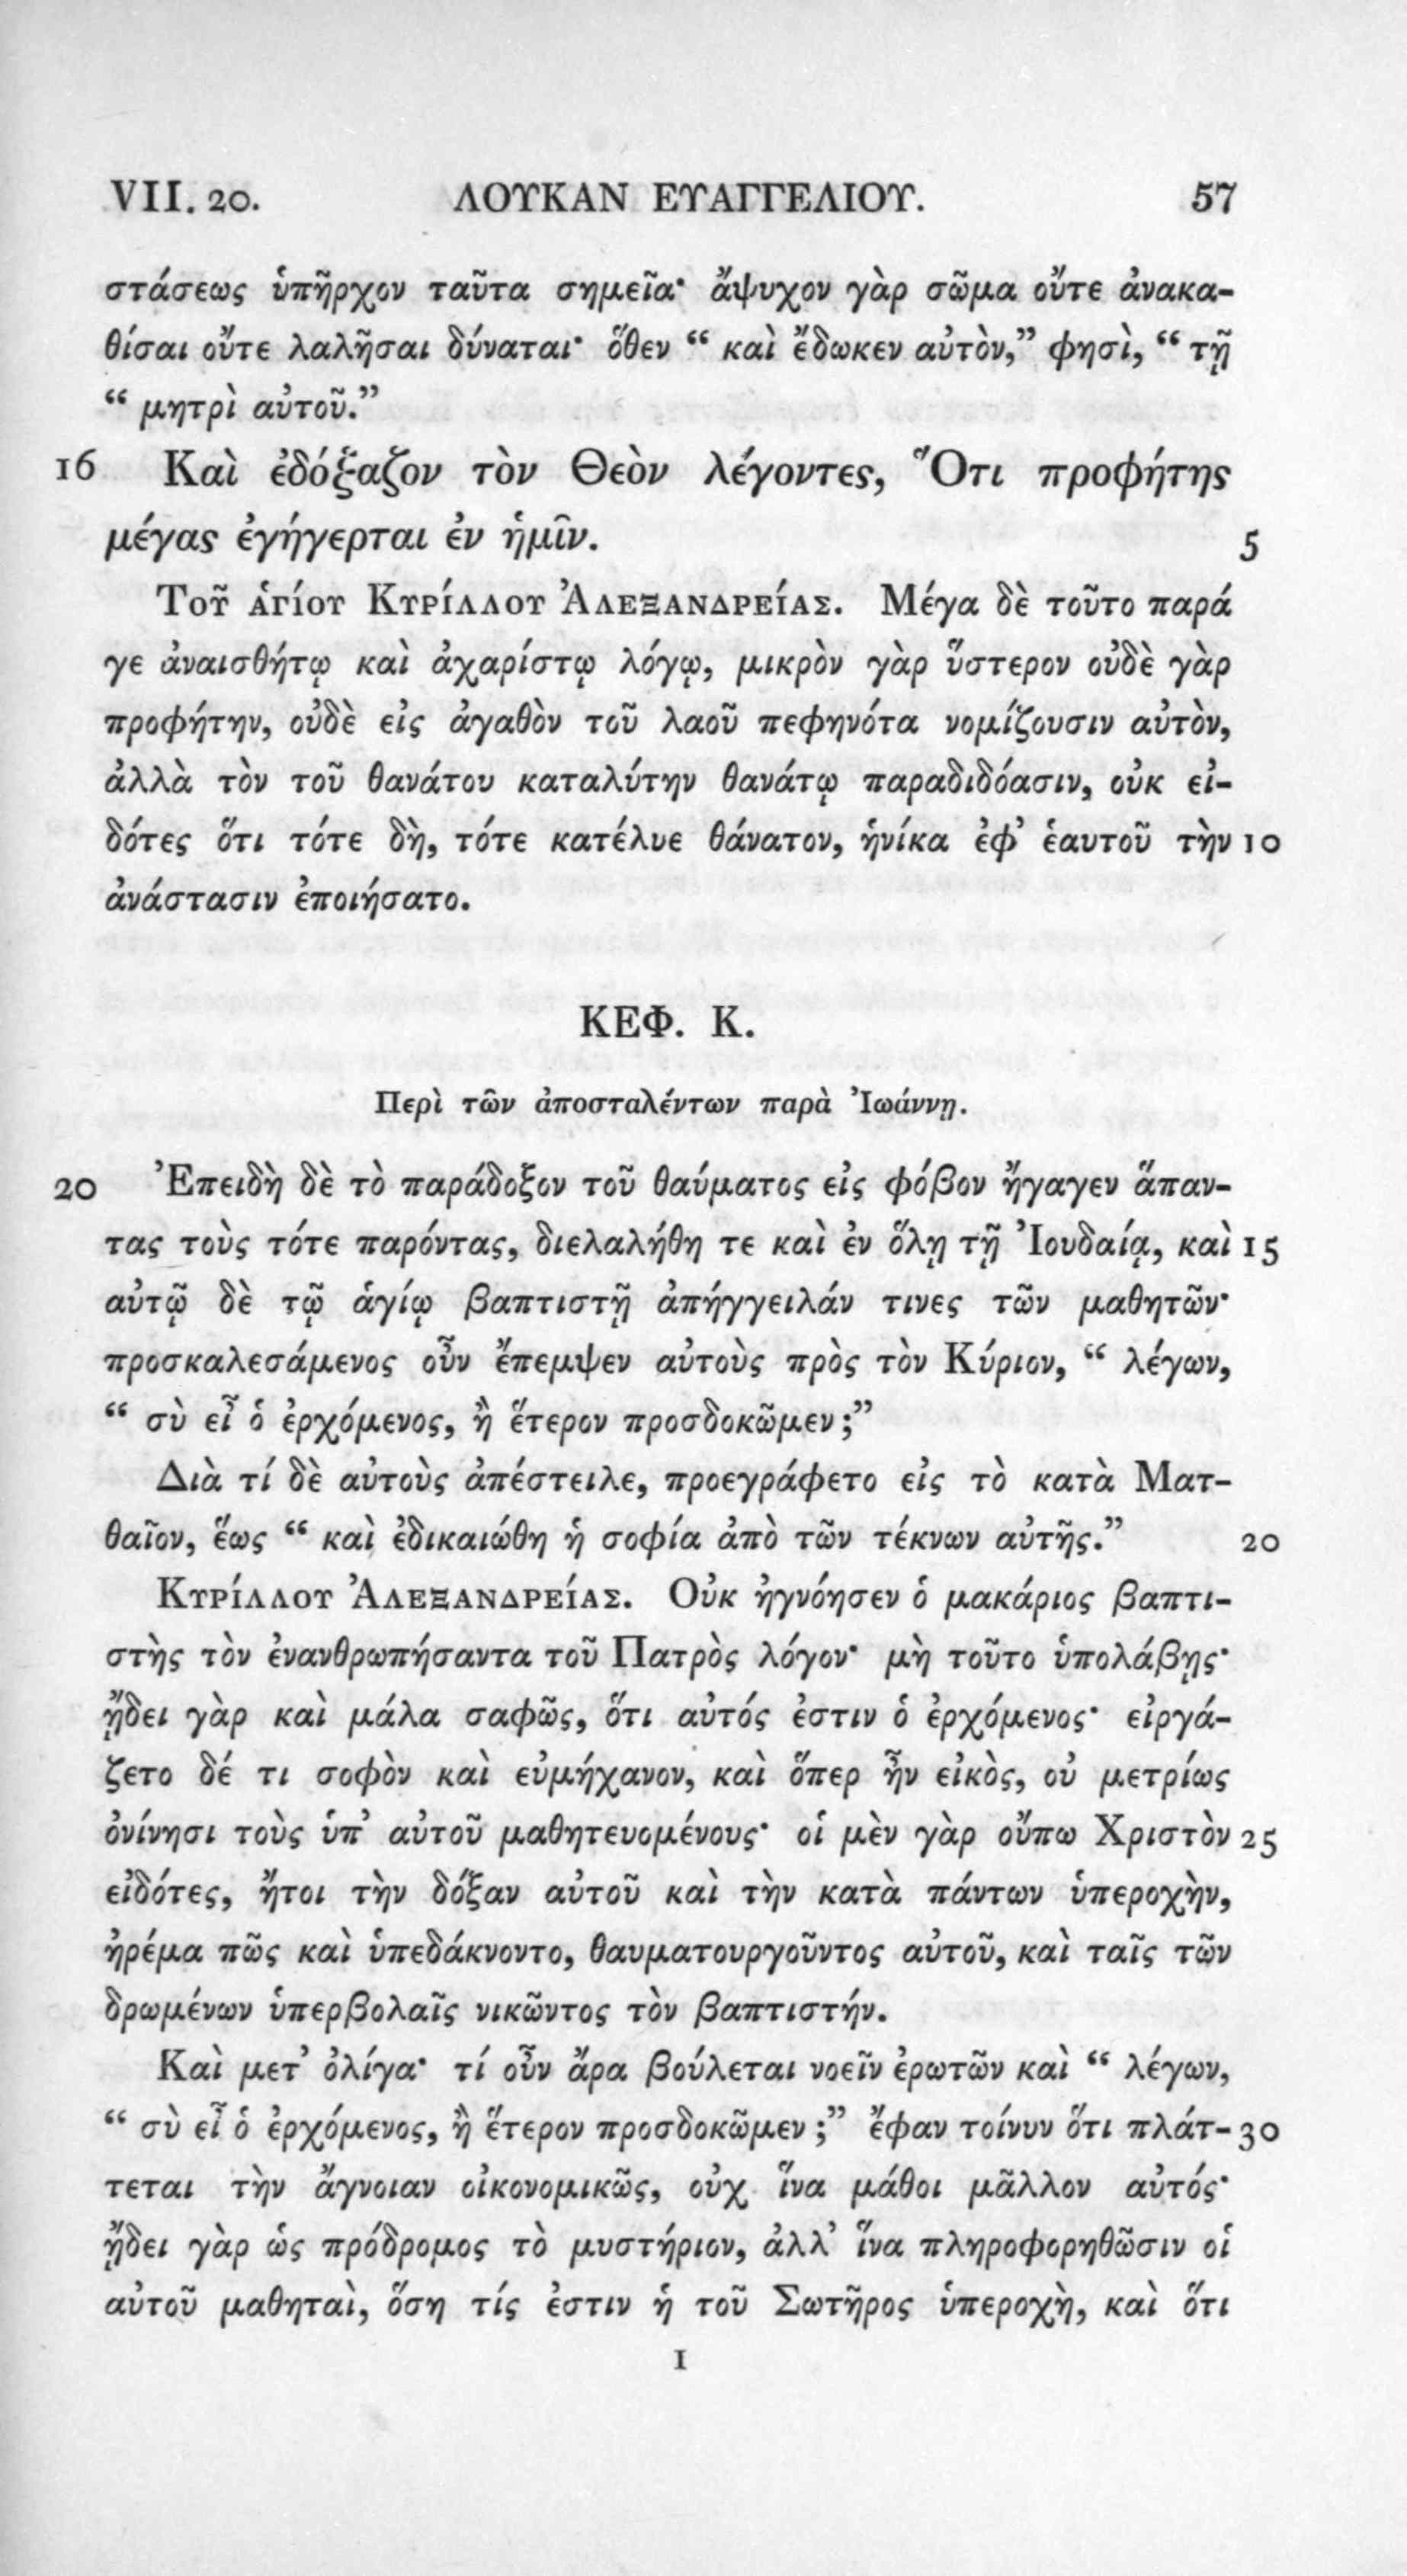 VII. 20. ΛΟΥΚΑΝ ΕΥΑΓΓΕΛΙΟΥ. 57
στάσεως ὑπῆρχον ταῦτα σημεῖα· ἄψυχον γὰρ σῶμα οὔτε ἀνακα-
θίσαι οὔτε λαλῆσαι δύναται· ὅθεν “ καὶ ἔδωκεν αὐτὸν,” φησὶ, “ τῇ
“ μητρὶ αὐτοῦ.”
16 Καὶ ἐδόξαζον τὸν Θεὸν λέγοντες, Ὅτι προφήτης
μέγας ἐγήγερται ἐν ἡμῖν. 5
Τοῦ ἁγίου Κυρίλλου Ἀλεξανδρείας. Μέγα δὲ τοῦτο παρά
γε ἀναισθήτῳ καὶ ἀχαρίστῳ λόγῳ, μικρὸν γὰρ ὕστερον οὐδὲ γὰρ
προφήτην, οὐδὲ εἰς ἀγαθὸν τοῦ λαοῦ πεφηνότα νομίζουσιν αὐτὸν,
ἀλλὰ τὸν τοῦ θανάτου καταλύτην θανάτῳ παραδιδόασιν, οὐκ εἰ-
δότες ὅτι τότε δὴ, τότε κατέλυε θάνατον, ἡνίκα ἐφ’ ἑαυτοῦ τὴν 10
ἀνάστασιν ἐποιήσατο.
ΚΕΦ. Κ.
Περὶ τῶν ἀποσταλέντων παρὰ Ἰωάννῃ.
20 Ἐπειδὴ δὲ τὸ παράδοξον τοῦ θαύματος εἰς φόβον ἤγαγεν ἅπαν-
τας τοὺς τότε παρόντας, διελαλήθη τε καὶ ἐν ὅλῃ τῇ Ἰουδαίᾳ, καὶ 15
αὐτῷ δὲ τῷ ἁγίῳ βαπτιστῇ ἀπήγγειλάν τινες τῶν μαθητῶν·
προσκαλεσάμενος οὖν ἔπεμψεν αὐτοὺς πρὸς τὸν Κύριον, “ λέγων,
“ σὺ εἶ ὁ ἐρχόμενος, ἢ ἕτερον προσδοκῶμεν ;”
Διὰ τί δὲ αὐτοὺς ἀπέστειλε, προεγράφετο εἰς τὸ κατὰ Ματ-
θαῖον, ἕως “ καὶ ἐδικαιώθη ἡ σοφία ἀπὸ τῶν τέκνων αὐτῆς.” 20
Κυρίλλου Ἀλεξανδρείας. Οὐκ ἠγνόησεν ὁ μακάριος βαπτι-
στὴς τὸν ἐνανθρωπήσαντα τοῦ Πατρὸς λόγον· μὴ τοῦτο ὑπολάβῃς·
ᾔδει γὰρ καὶ μάλα σαφῶς, ὅτι αὐτός ἐστιν ὁ ἐρχόμενος· εἰργά-
ζετο δέ τι σοφὸν καὶ εὐμήχανον, καὶ ὅπερ ἦν εἰκὸς, οὐ μετρίως
ὀνίνησι τοὺς ὑπ’ αὐτοῦ μαθητευομένους· οἱ μὲν γὰρ οὔπω Χριστὸν 25
εἰδότες, ἤτοι τὴν δόξαν αὐτοῦ καὶ τὴν κατὰ πάντων ὑπεροχὴν,
ἠρέμα πῶς καὶ ὑπεδάκνοντο, θαυματουργοῦντος αὐτοῦ, καὶ ταῖς τῶν
δρωμένων ὑπερβολαῖς νικῶντος τὸν βαπτιστήν.
Καὶ μετ’ ὀλίγα· τί οὖν ἄρα βούλεται νοεῖν ἐρωτῶν καὶ “ λέγων,
“ σὺ εἶ ὁ ἐρχόμενος, ἢ ἕτερον προσδοκῶμεν ;” ἔφαν τοίνυν ὅτι πλάτ- 30
τεται τὴν ἄγνοιαν οἰκονομικῶς, οὐχ ἵνα μάθοι μᾶλλον αὐτός·
ᾔδει γὰρ ὡς πρόδρομος τὸ μυστήριον, ἀλλ’ ἵνα πληροφορηθῶσιν οἱ
αὐτοῦ μαθηταὶ, ὅση τίς ἐστιν ἡ τοῦ Σωτῆρος ὑπεροχὴ, καὶ ὅτι
I